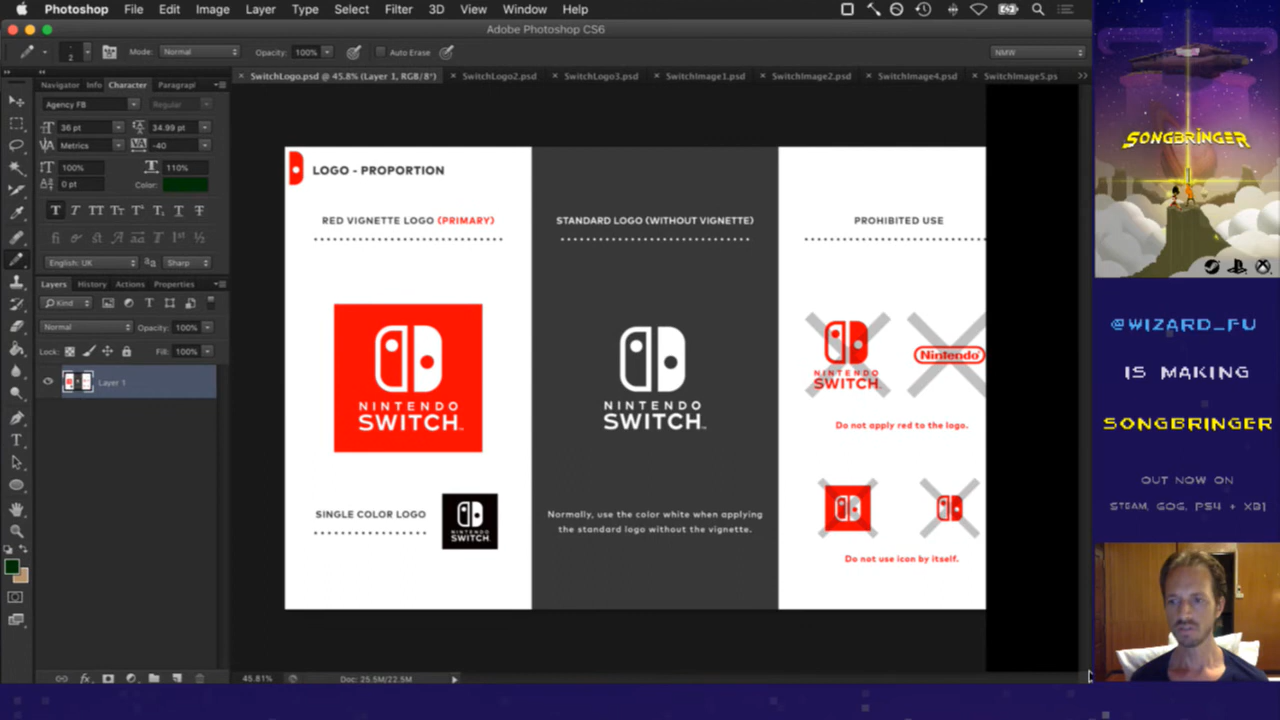 Photoshop File Edit Image Layer Type Select Filter 3D View Window Help
Adobe Photoshop CS6
2 Mode: Normal Opacity: 100% Auto Erase NMW
SwitchLogo.psd @ 45.8% (Layer 1, RGB/8*) SwitchLogo2.psd SwitchLogo3.psd SwitchImage1.psd SwitchImage2.psd SwitchImage4.psd SwitchImage5.ps
Navigator Info Character Paragrapl
Agency FB Regular
36 pt 34.99 pt
Metrics -40
100% 110%
0 pt Color:
English: UK Sharp
Layers History Actions Properties
Kind
Normal Opacity: 100%
Lock: Fill: 100%
Layer 1
LOGO - PROPORTION
RED VIGNETTE LOGO (PRIMARY)
NINTENDO
SWITCH
TM
SINGLE COLOR LOGO
NINTENDO
SWITCH
STANDARD LOGO (WITHOUT VIGNETTE)
NINTENDO
SWITCH
TM
Normally, use the color white when applying
the standard logo without the vignette.
PROHIBITED USE
NINTENDO
SWITCH
Nintendo
Do not apply red to the logo.
Do not use icon by itself.
45.81% Doc: 25.5M/22.5M
SONGBRINGER
@WIZARD_FU
IS MAKING
SONGBRINGER
OUT NOW ON
STEAM, GOG, PS4 + XB1